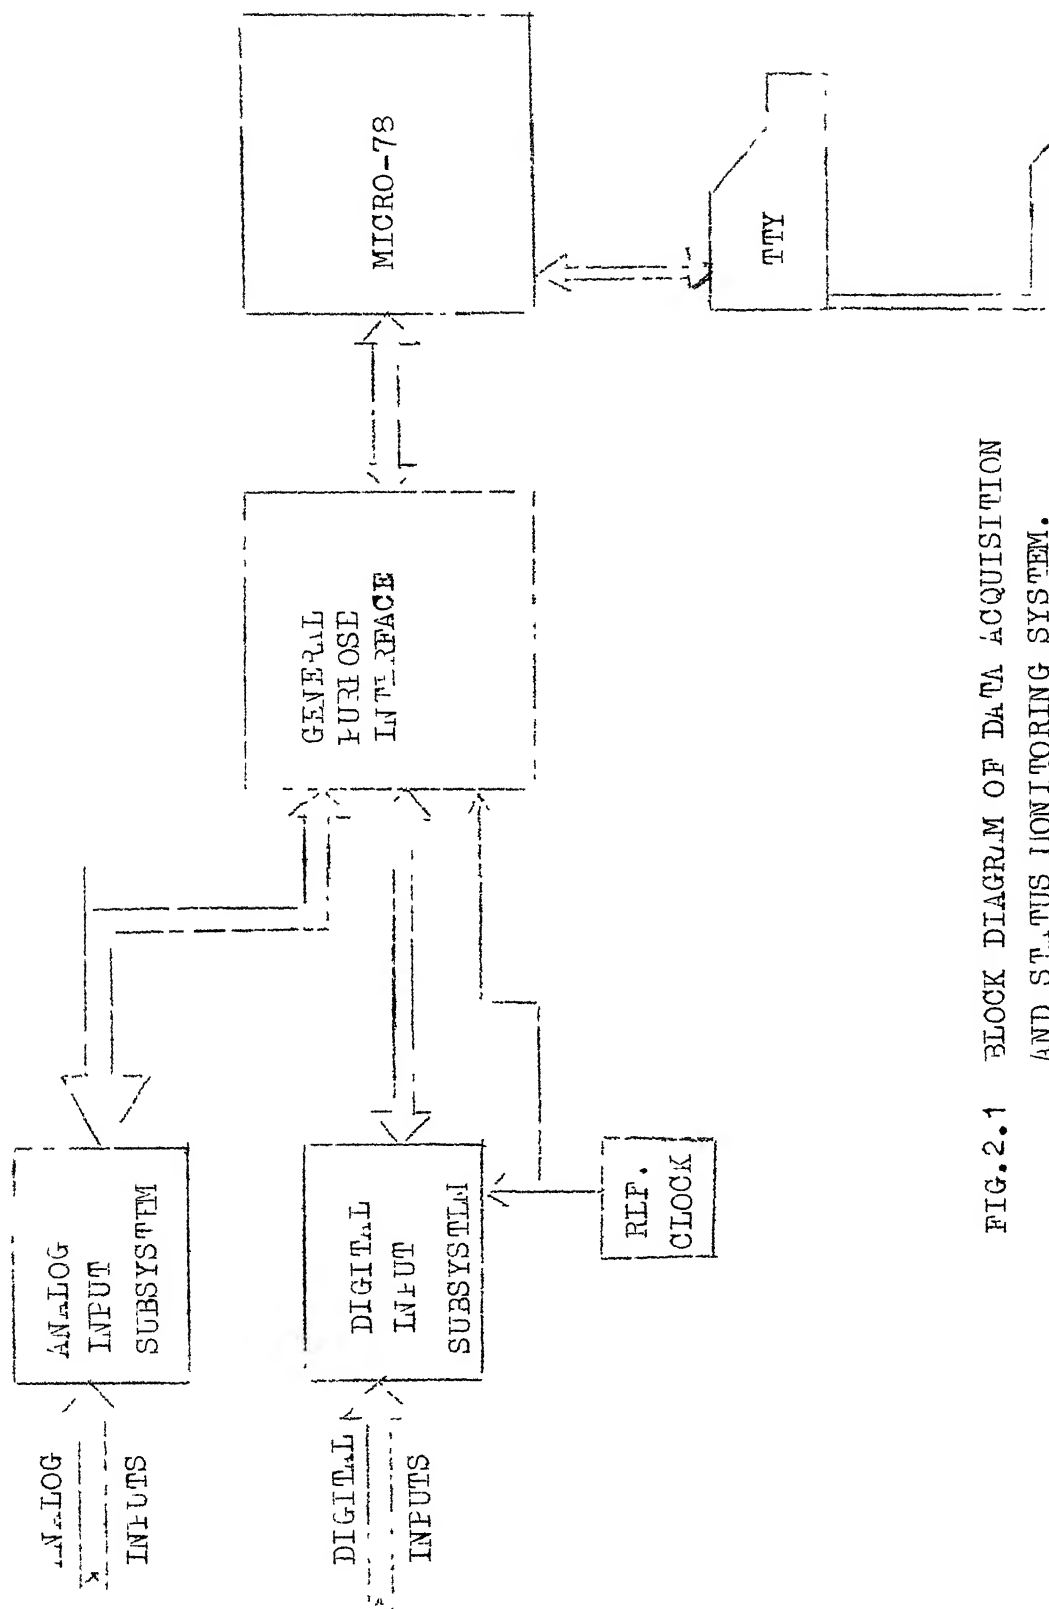 ANALOG
INPUTS
ANALOG
INPUT
SUBSYSTEM
DIGITAL
INPUTS
DIGITAL
INPUT
SUBSYSTEM
REF.
CLOCK
GENERAL
PURPOSE
INTERFACE
MICRO-78
TTY
FIG.2.1 BLOCK DIAGRAM OF DATA ACQUISITION
AND STATUS MONITORING SYSTEM.